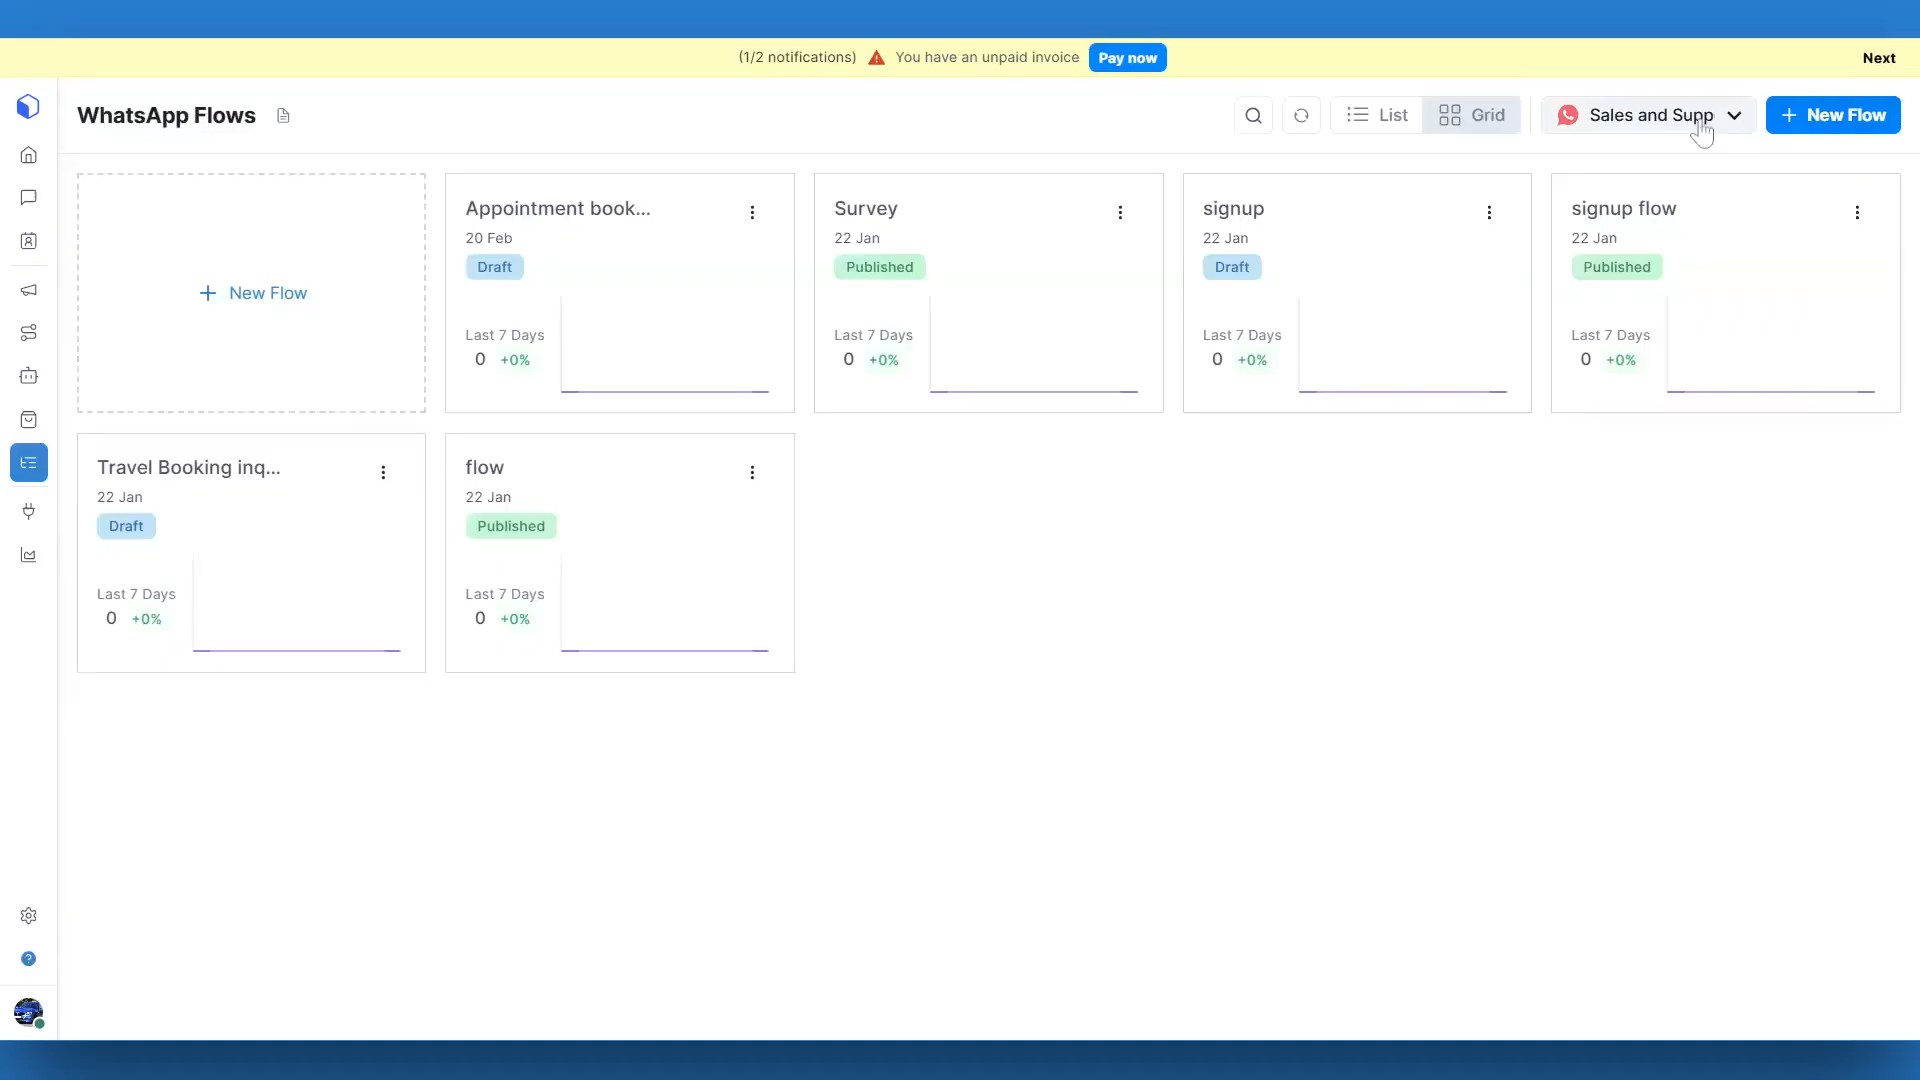 (1/2 notifications) You have an unpaid invoice Pay now Next
WhatsApp Flows List Grid Sales and Supp New Flow
New Flow
Appointment book...
20 Feb
Draft
Last 7 Days
0 +0%
Survey
22 Jan
Published
Last 7 Days
0 +0%
signup
22 Jan
Draft
Last 7 Days
0 +0%
signup flow
22 Jan
Published
Last 7 Days
0 +0%
Travel Booking inq...
22 Jan
Draft
Last 7 Days
0 +0%
flow
22 Jan
Published
Last 7 Days
0 +0%